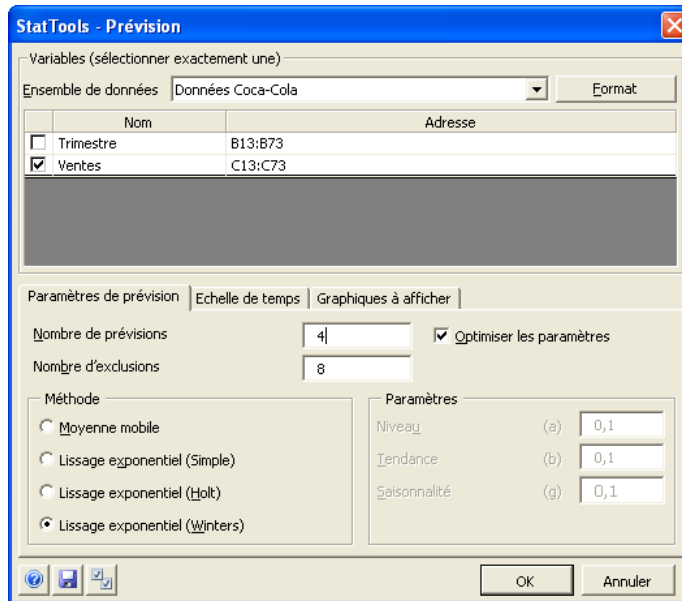 StatTools - Prévision
Variables (sélectionner exactement une)
Ensemble de données Données Coca-Cola Format
Nom Adresse
Trimestre B13:B73
Ventes C13:C73
Paramètres de prévision Echelle de temps Graphiques à afficher
Nombre de prévisions 4 Optimiser les paramètres
Nombre d'exclusions 8
Méthode Paramètres
Moyenne mobile Niveau (a) 0,1
Lissage exponentiel (Simple) Tendance (b) 0,1
Lissage exponentiel (Holt) Saisonnalité (g) 0,1
Lissage exponentiel (Winters)
OK Annuler